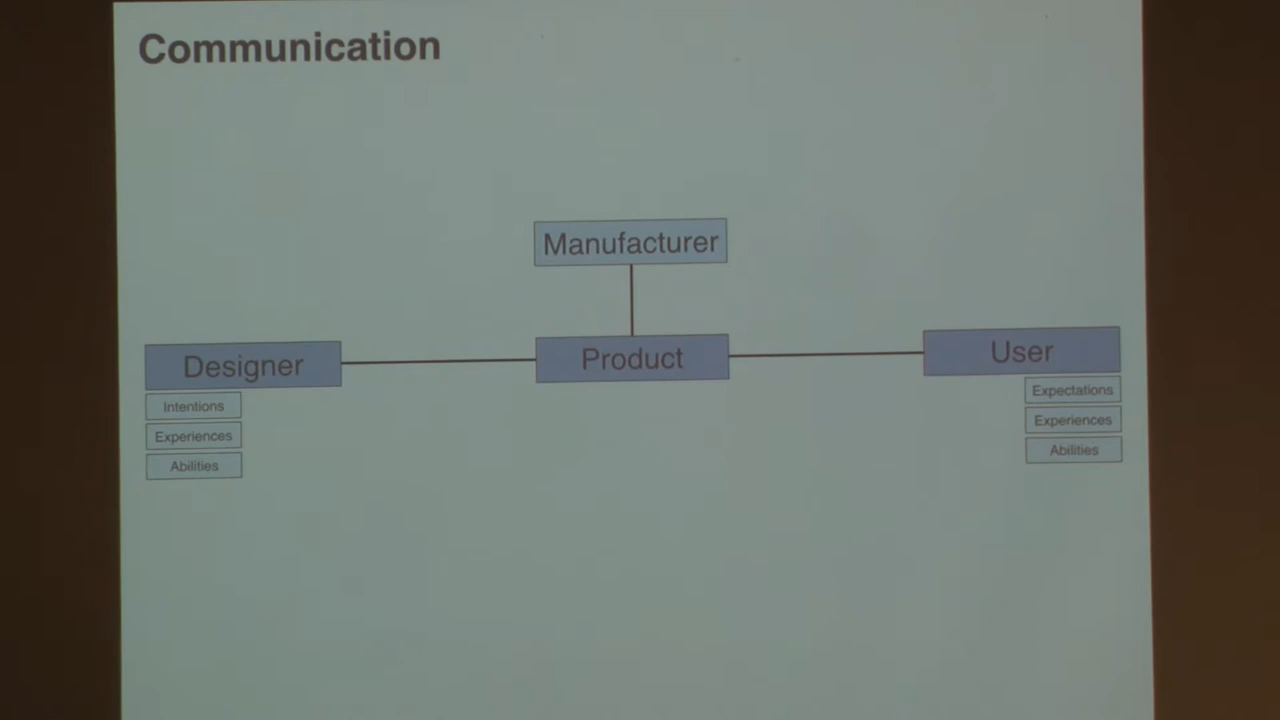 Communication
Manufacturer
Designer
Product
User
Intentions
Experiences
Abilities
Expectations
Experiences
Abilities